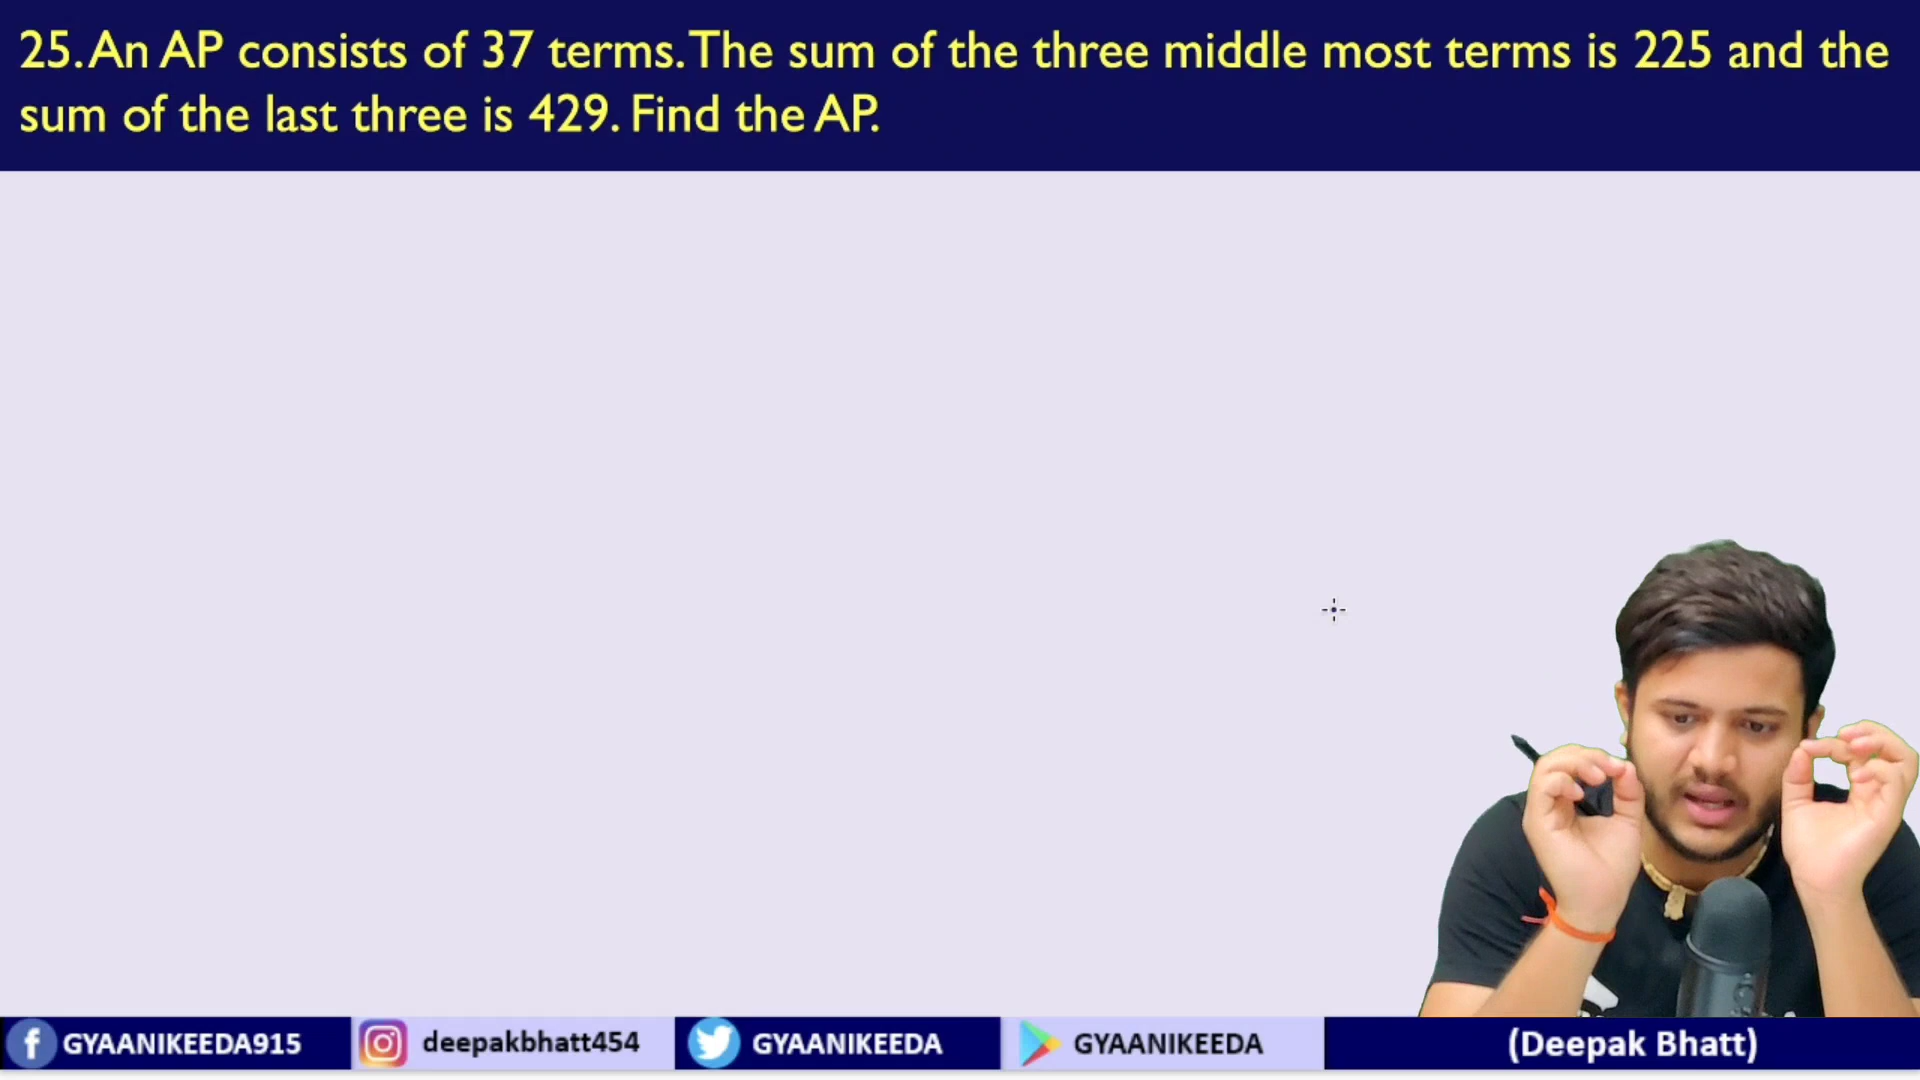 25. An AP consists of 37 terms. The sum of the three middle most terms is 225 and the
sum of the last three is 429. Find the AP.
GYAANIKEEDA915 deepakbhatt454 GYAANIKEEDA GYAANIKEEDA (Deepak Bhatt)